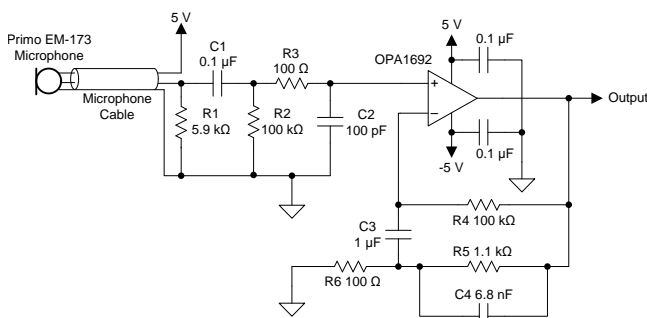 Primo EM-173
Microphone
Microphone
Cable
5 V
C1
0.1 µF
R3
100 Ω
R1
5.9 kΩ
R2
100 kΩ
C2
100 pF
OPA1692
+
–
5 V
0.1 µF
Output
0.1 µF
-5 V
R4 100 kΩ
C3
1 µF
R5 1.1 kΩ
R6 100 Ω
C4 6.8 nF